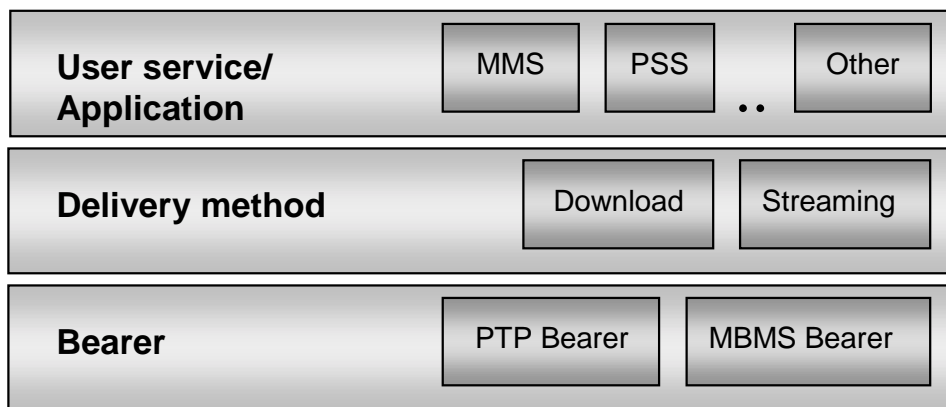 User service/
Application
MMS
PSS
..
Other
Delivery method
Download
Streaming
Bearer
PTP Bearer
MBMS Bearer